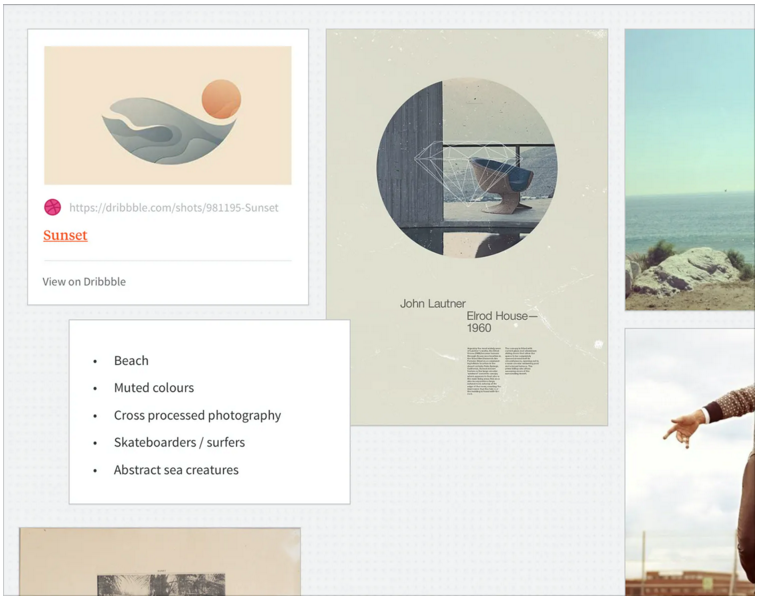 https://dribbble.com/shots/981195-Sunset
Sunset
View on Dribbble
John Lautner
Elrod House—
1960
• Beach
• Muted colours
• Cross processed photography
• Skateboarders / surfers
• Abstract sea creatures